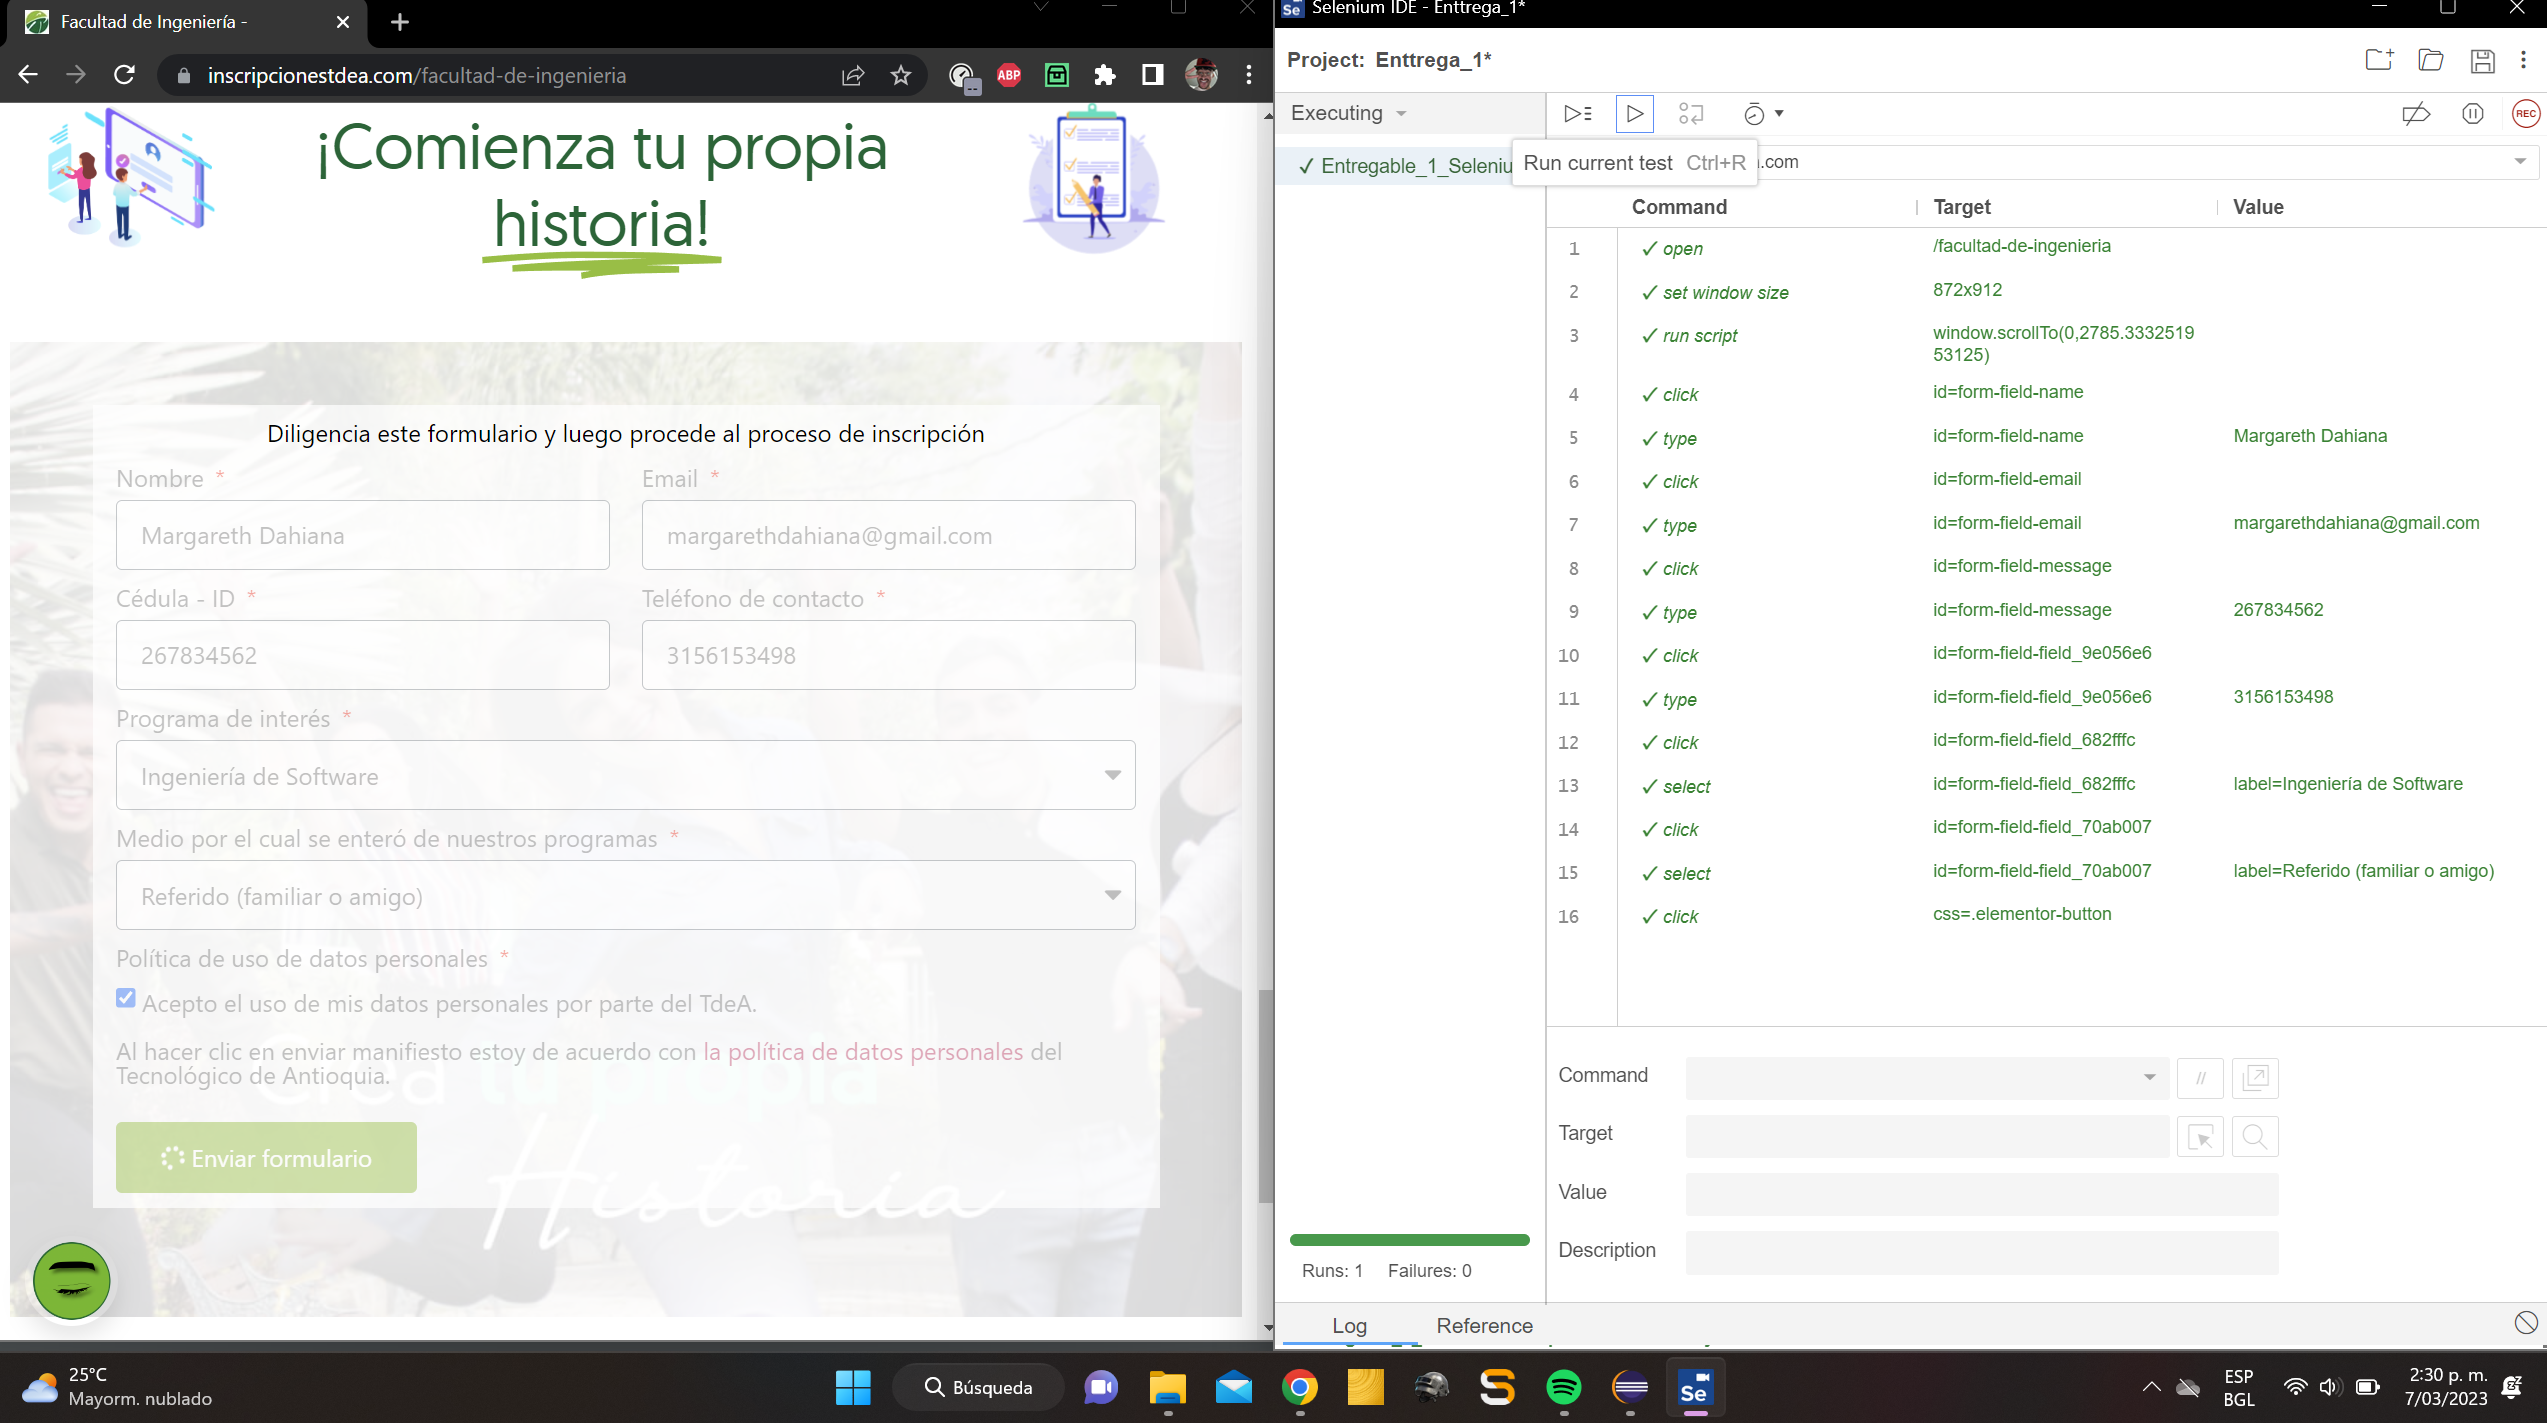 Facultad de Ingeniería -
inscripcionestdea.com/facultad-de-ingenieria
ABP
¡Comienza tu propia
historia!
Diligencia este formulario y luego procede al proceso de inscripción
Nombre *
Email *
Margareth Dahiana
margarethdahiana@gmail.com
Cédula - ID *
Teléfono de contacto *
267834562
3156153498
Programa de interés *
Ingeniería de Software
Medio por el cual se enteró de nuestros programas *
Referido (familiar o amigo)
Política de uso de datos personales *
Acepto el uso de mis datos personales por parte del TdeA.
Al hacer clic en enviar manifiesto estoy de acuerdo con la política de datos personales del
Tecnológico de Antioquia.
Crea tu propia
Historia
Enviar formulario
Se Selenium IDE - Enttrega_1*
Project: Enttrega_1*
Executing
REC
✓ Entregable_1_Seleniu
Run current test Ctrl+R
.com
Command Target Value
1 ✓ open /facultad-de-ingenieria
2 ✓ set window size 872x912
3 ✓ run script window.scrollTo(0,2785.3332519
53125)
4 ✓ click id=form-field-name
5 ✓ type id=form-field-name Margareth Dahiana
6 ✓ click id=form-field-email
7 ✓ type id=form-field-email margarethdahiana@gmail.com
8 ✓ click id=form-field-message
9 ✓ type id=form-field-message 267834562
10 ✓ click id=form-field-field_9e056e6
11 ✓ type id=form-field-field_9e056e6 3156153498
12 ✓ click id=form-field-field_682fffc
13 ✓ select id=form-field-field_682fffc label=Ingeniería de Software
14 ✓ click id=form-field-field_70ab007
15 ✓ select id=form-field-field_70ab007 label=Referido (familiar o amigo)
16 ✓ click css=.elementor-button
Command //
Target
Value
Description
Runs: 1 Failures: 0
Log Reference
25°C
Mayorm. nublado
Búsqueda
Se
ESP
BGL
2:30 p. m.
7/03/2023